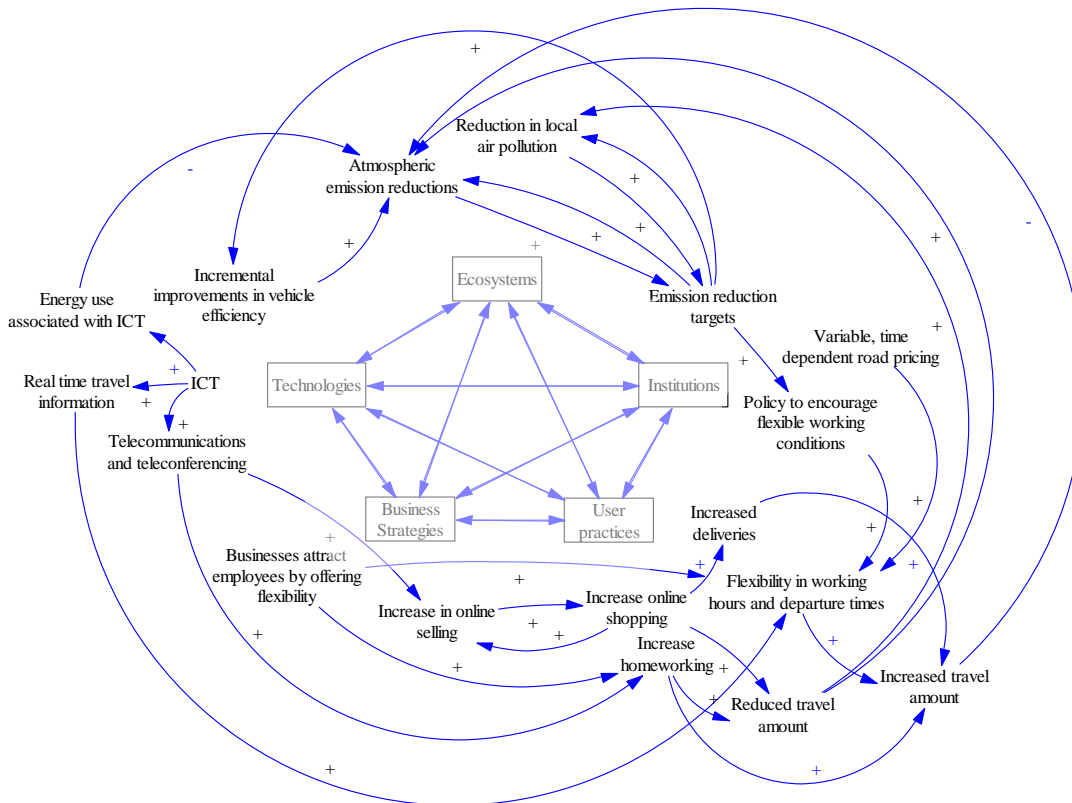 +
Reduction in local
air pollution
Atmospheric
emission reductions
-
+
+
+
+
+
+
-
+
Ecosystems
Incremental
improvements in vehicle
efficiency
Energy use
associated with ICT
Emission reduction
targets
+
Variable, time
dependent road pricing
+
Real time travel
information
+
ICT
+
Technologies
Institutions
Policy to encourage
flexible working
conditions
+
Telecommunications
and teleconferencing
Business
Strategies
User
practices
Increased
deliveries
+
+
+
Businesses attract
employees by offering
flexibility
+
+
+
Flexibility in working
hours and departure times
Increase in online
selling
+
+
Increase online
shopping
+
+
Increase
homeworking
+
+
+
Increased travel
amount
Reduced travel
amount
+
+